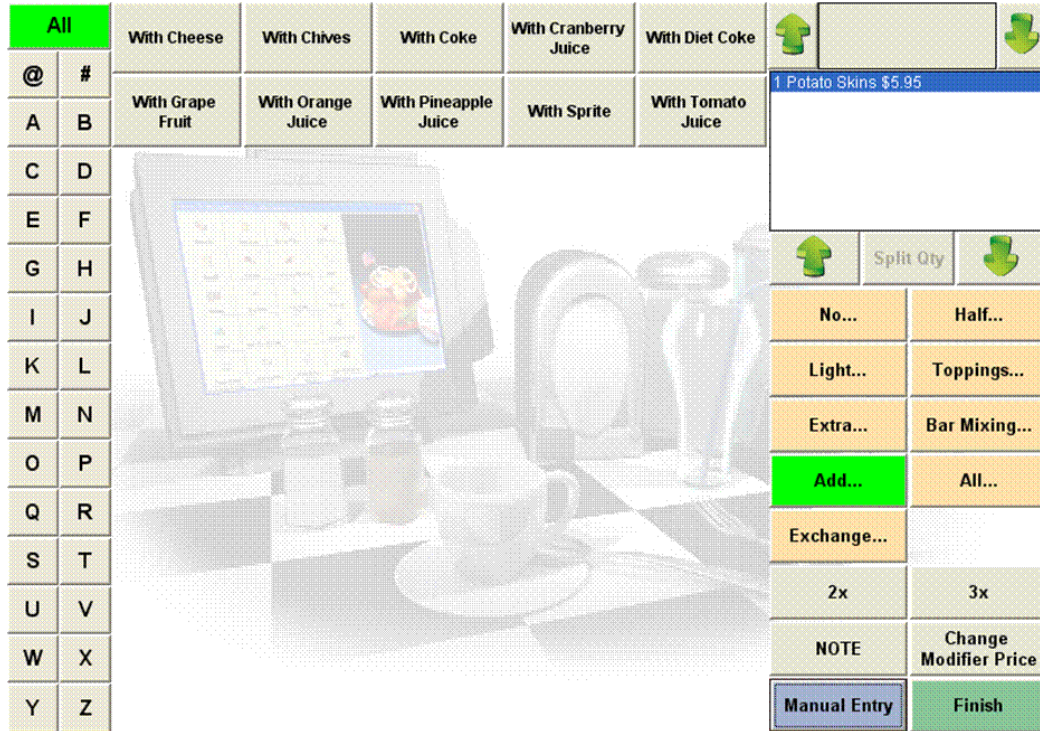 All
@ #
A B
C D
E F
G H
I J
K L
M N
O P
Q R
S T
U V
W X
Y Z
With Cheese
With Chives
With Coke
With Cranberry
Juice
With Diet Coke
With Grape
Fruit
With Orange
Juice
With Pineapple
Juice
With Sprite
With Tomato
Juice
1 Potato Skins $5.95
Split Qty
No...
Half...
Light...
Toppings...
Extra...
Bar Mixing...
Add...
All...
Exchange...
2x
3x
NOTE
Change
Modifier Price
Manual Entry
Finish